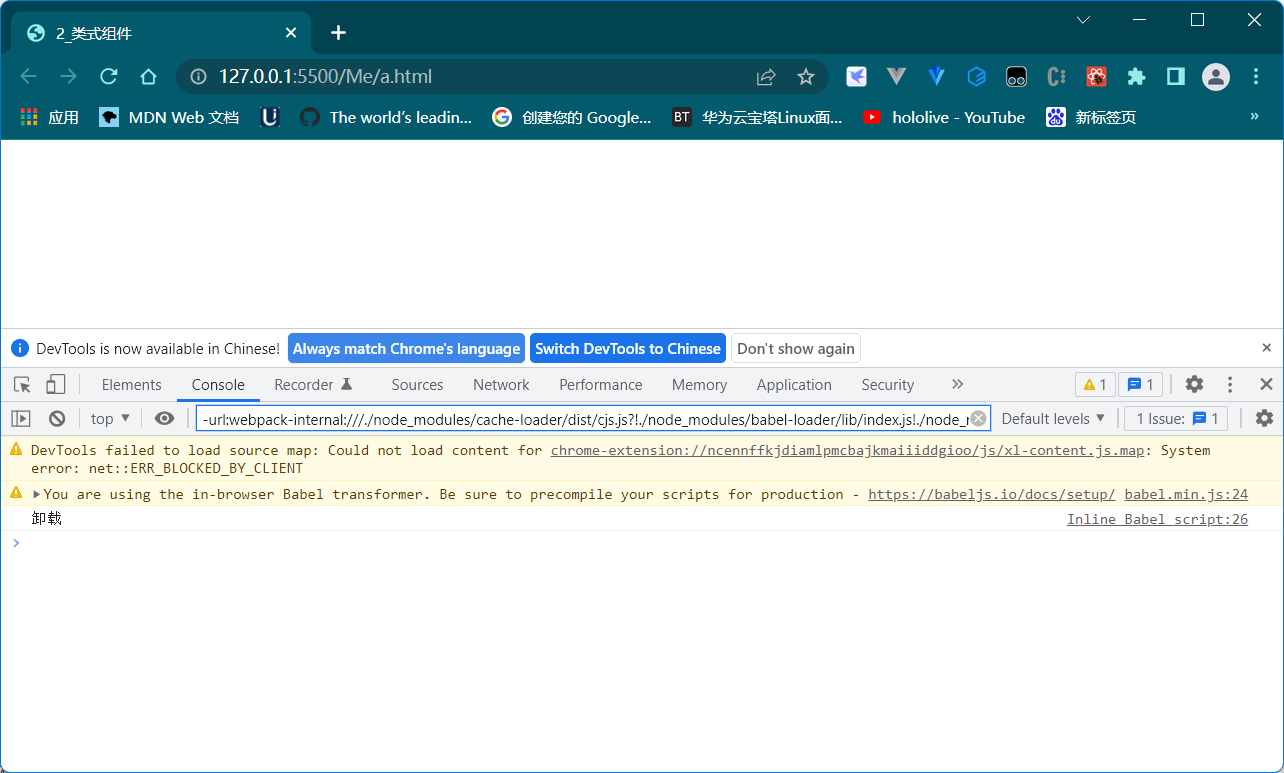 2_类式组件
127.0.0.1:5500/Me/a.html
应用 MDN Web 文档 The world's leadin... 创建您的 Google... BT 华为云宝塔Linux面... hololive - YouTube 新标签页 »
DevTools is now available in Chinese! Always match Chrome's language Switch DevTools to Chinese Don't show again
Elements Console Recorder Sources Network Performance Memory Application Security » 1 1
top -url:webpack-internal:///./node_modules/cache-loader/dist/cjs.js?!./node_modules/babel-loader/lib/index.js!./node_r Default levels 1 Issue: 1
DevTools failed to load source map: Could not load content for chrome-extension://ncennffkjdiamlpmcbajkmaiiiddgioo/js/xl-content.js.map: System
error: net::ERR_BLOCKED_BY_CLIENT
You are using the in-browser Babel transformer. Be sure to precompile your scripts for production - https://babeljs.io/docs/setup/ babel.min.js:24
卸载 Inline Babel script:26